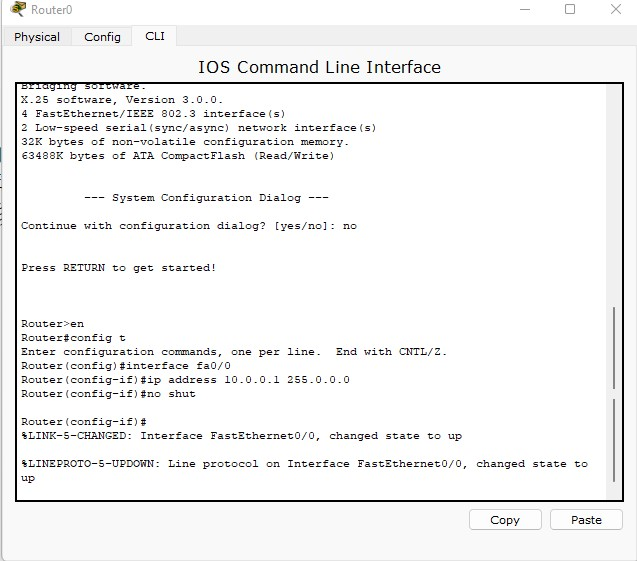 Router0
Physical Config CLI
IOS Command Line Interface
Bridging software.
X.25 software, Version 3.0.0.
4 FastEthernet/IEEE 802.3 interface(s)
2 Low-speed serial(sync/async) network interface(s)
32K bytes of non-volatile configuration memory.
63488K bytes of ATA CompactFlash (Read/Write)
--- System Configuration Dialog ---
Continue with configuration dialog? [yes/no]: no
Press RETURN to get started!
Router>en
Router#config t
Enter configuration commands, one per line.  End with CNTL/Z.
Router(config)#interface fa0/0
Router(config-if)#ip address 10.0.0.1 255.0.0.0
Router(config-if)#no shut
Router(config-if)#
%LINK-5-CHANGED: Interface FastEthernet0/0, changed state to up
%LINEPROTO-5-UPDOWN: Line protocol on Interface FastEthernet0/0, changed state to
up
Copy Paste